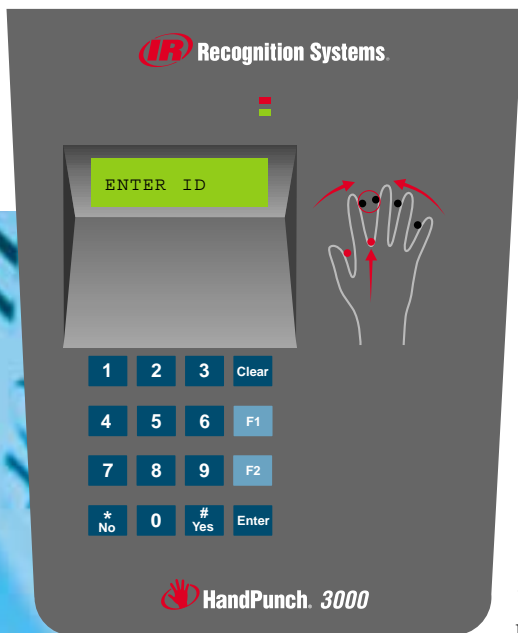 IR Recognition Systems®
ENTER ID
1 2 3 Clear
4 5 6 F1
7 8 9 F2
* No 0 # Yes Enter
HandPunch® 3000